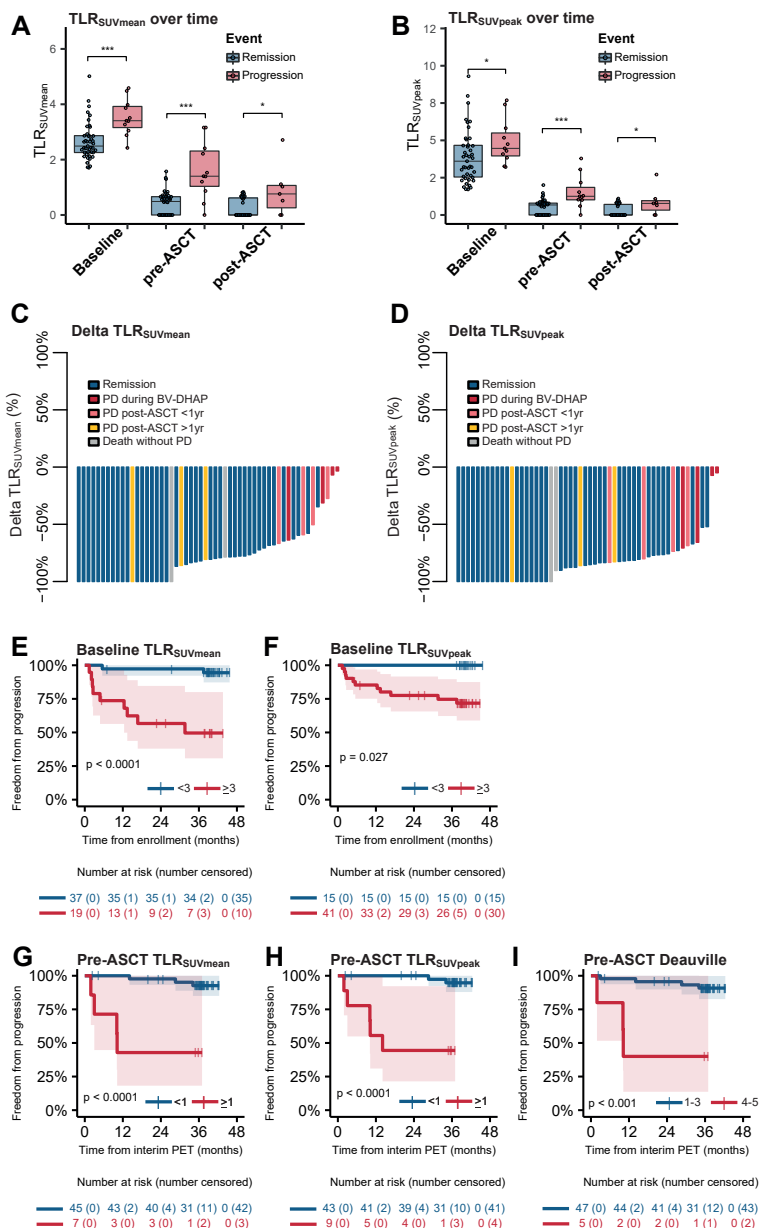 A
TLRSUVmean over time
Event
Remission
Progression
TLRSUVmean
6
4
2
0
***
***
*
Baseline
pre-ASCT
post-ASCT
B
TLRSUVpeak over time
Event
Remission
Progression
TLRSUVpeak
12
8
5
2
0
*
***
*
Baseline
pre-ASCT
post-ASCT
C
Delta TLRSUVmean
Delta TLRSUVmean (%)
100%
50%
0%
−50%
−100%
Remission
PD during BV-DHAP
PD post-ASCT <1yr
PD post-ASCT >1yr
Death without PD
D
Delta TLRSUVpeak
Delta TLRSUVpeak (%)
100%
50%
0%
−50%
−100%
Remission
PD during BV-DHAP
PD post-ASCT <1yr
PD post-ASCT >1yr
Death without PD
E
Baseline TLRSUVmean
Freedom from progression
100%
75%
50%
25%
0%
p < 0.0001
<3 ≥3
0 12 24 36 48
Time from enrollment (months)
Number at risk (number censored)
37 (0) 35 (1) 35 (1) 34 (2) 0 (35)
19 (0) 13 (1) 9 (2) 7 (3) 0 (10)
F
Baseline TLRSUVpeak
Freedom from progression
100%
75%
50%
25%
0%
p = 0.027
<3 ≥3
0 12 24 36 48
Time from enrollment (months)
Number at risk (number censored)
15 (0) 15 (0) 15 (0) 15 (0) 0 (15)
41 (0) 33 (2) 29 (3) 26 (5) 0 (30)
G
Pre-ASCT TLRSUVmean
Freedom from progression
100%
75%
50%
25%
0%
p < 0.0001
<1 ≥1
0 12 24 36 48
Time from interim PET (months)
Number at risk (number censored)
45 (0) 43 (2) 40 (4) 31 (11) 0 (42)
7 (0) 3 (0) 3 (0) 1 (2) 0 (3)
H
Pre-ASCT TLRSUVpeak
Freedom from progression
100%
75%
50%
25%
0%
p < 0.0001
<1 ≥1
0 12 24 36 48
Time from interim PET (months)
Number at risk (number censored)
43 (0) 41 (2) 39 (4) 31 (10) 0 (41)
9 (0) 5 (0) 4 (0) 1 (3) 0 (4)
I
Pre-ASCT Deauville
Freedom from progression
100%
75%
50%
25%
0%
p < 0.001
1-3 4-5
0 12 24 36 48
Time from interim PET (months)
Number at risk (number censored)
47 (0) 44 (2) 41 (4) 31 (12) 0 (43)
5 (0) 2 (0) 2 (0) 1 (1) 0 (2)